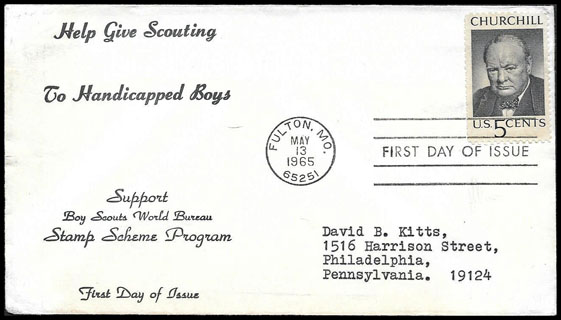 Help Give Scouting
To Handicapped Boys
CHURCHILL
U.S. 5 CENTS
FULTON, MO.
MAY
13
1965
65251
FIRST DAY OF ISSUE
Support
Boy Scouts World Bureau
Stamp Scheme Program
First Day of Issue
David B. Kitts,
1516 Harrison Street,
Philadelphia,
Pennsylvania. 19124